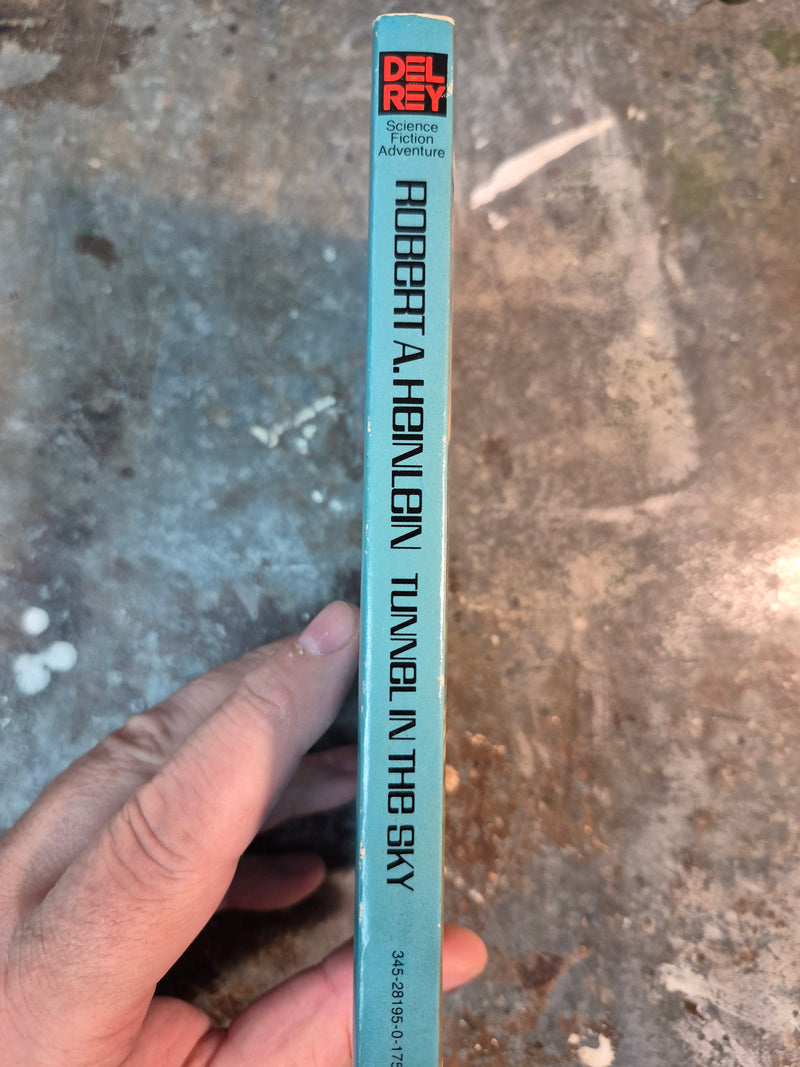 DEL
REY
Science
Fiction
Adventure
ROBERT A. HEINLEIN TUNNEL IN THE SKY
345-28195-0-175